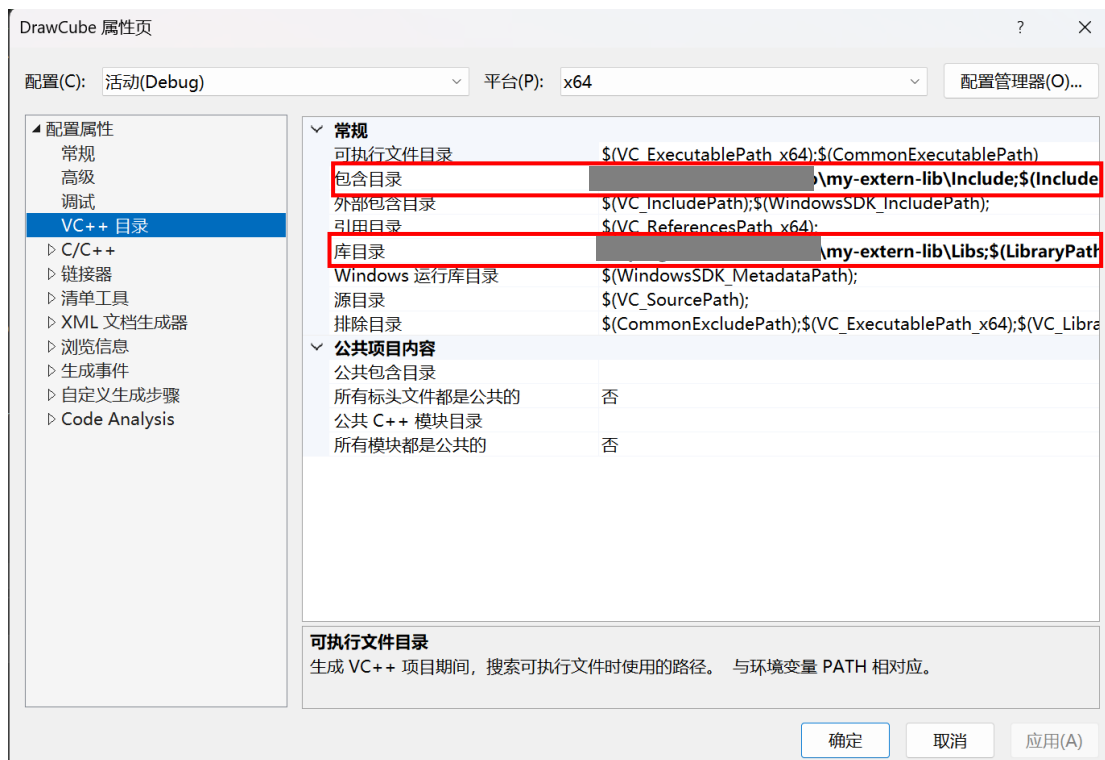 DrawCube 属性页
?
配置(C): 活动(Debug) 平台(P): x64 配置管理器(O)...
配置属性
常规
高级
调试
VC++ 目录
C/C++
链接器
清单工具
XML 文档生成器
浏览信息
生成事件
自定义生成步骤
Code Analysis
常规
可执行文件目录 $(VC_ExecutablePath_x64);$(CommonExecutablePath)
包含目录 \my-extern-lib\Include;$(Include
外部包含目录 $(VC_IncludePath);$(WindowsSDK_IncludePath);
引用目录 $(VC_ReferencesPath_x64);
库目录 \my-extern-lib\Libs;$(LibraryPath
Windows 运行库目录 $(WindowsSDK_MetadataPath);
源目录 $(VC_SourcePath);
排除目录 $(CommonExcludePath);$(VC_ExecutablePath_x64);$(VC_Libra
公共项目内容
公共包含目录
所有标头文件都是公共的 否
公共 C++ 模块目录
所有模块都是公共的 否
可执行文件目录
生成 VC++ 项目期间，搜索可执行文件时使用的路径。 与环境变量 PATH 相对应。
确定 取消 应用(A)